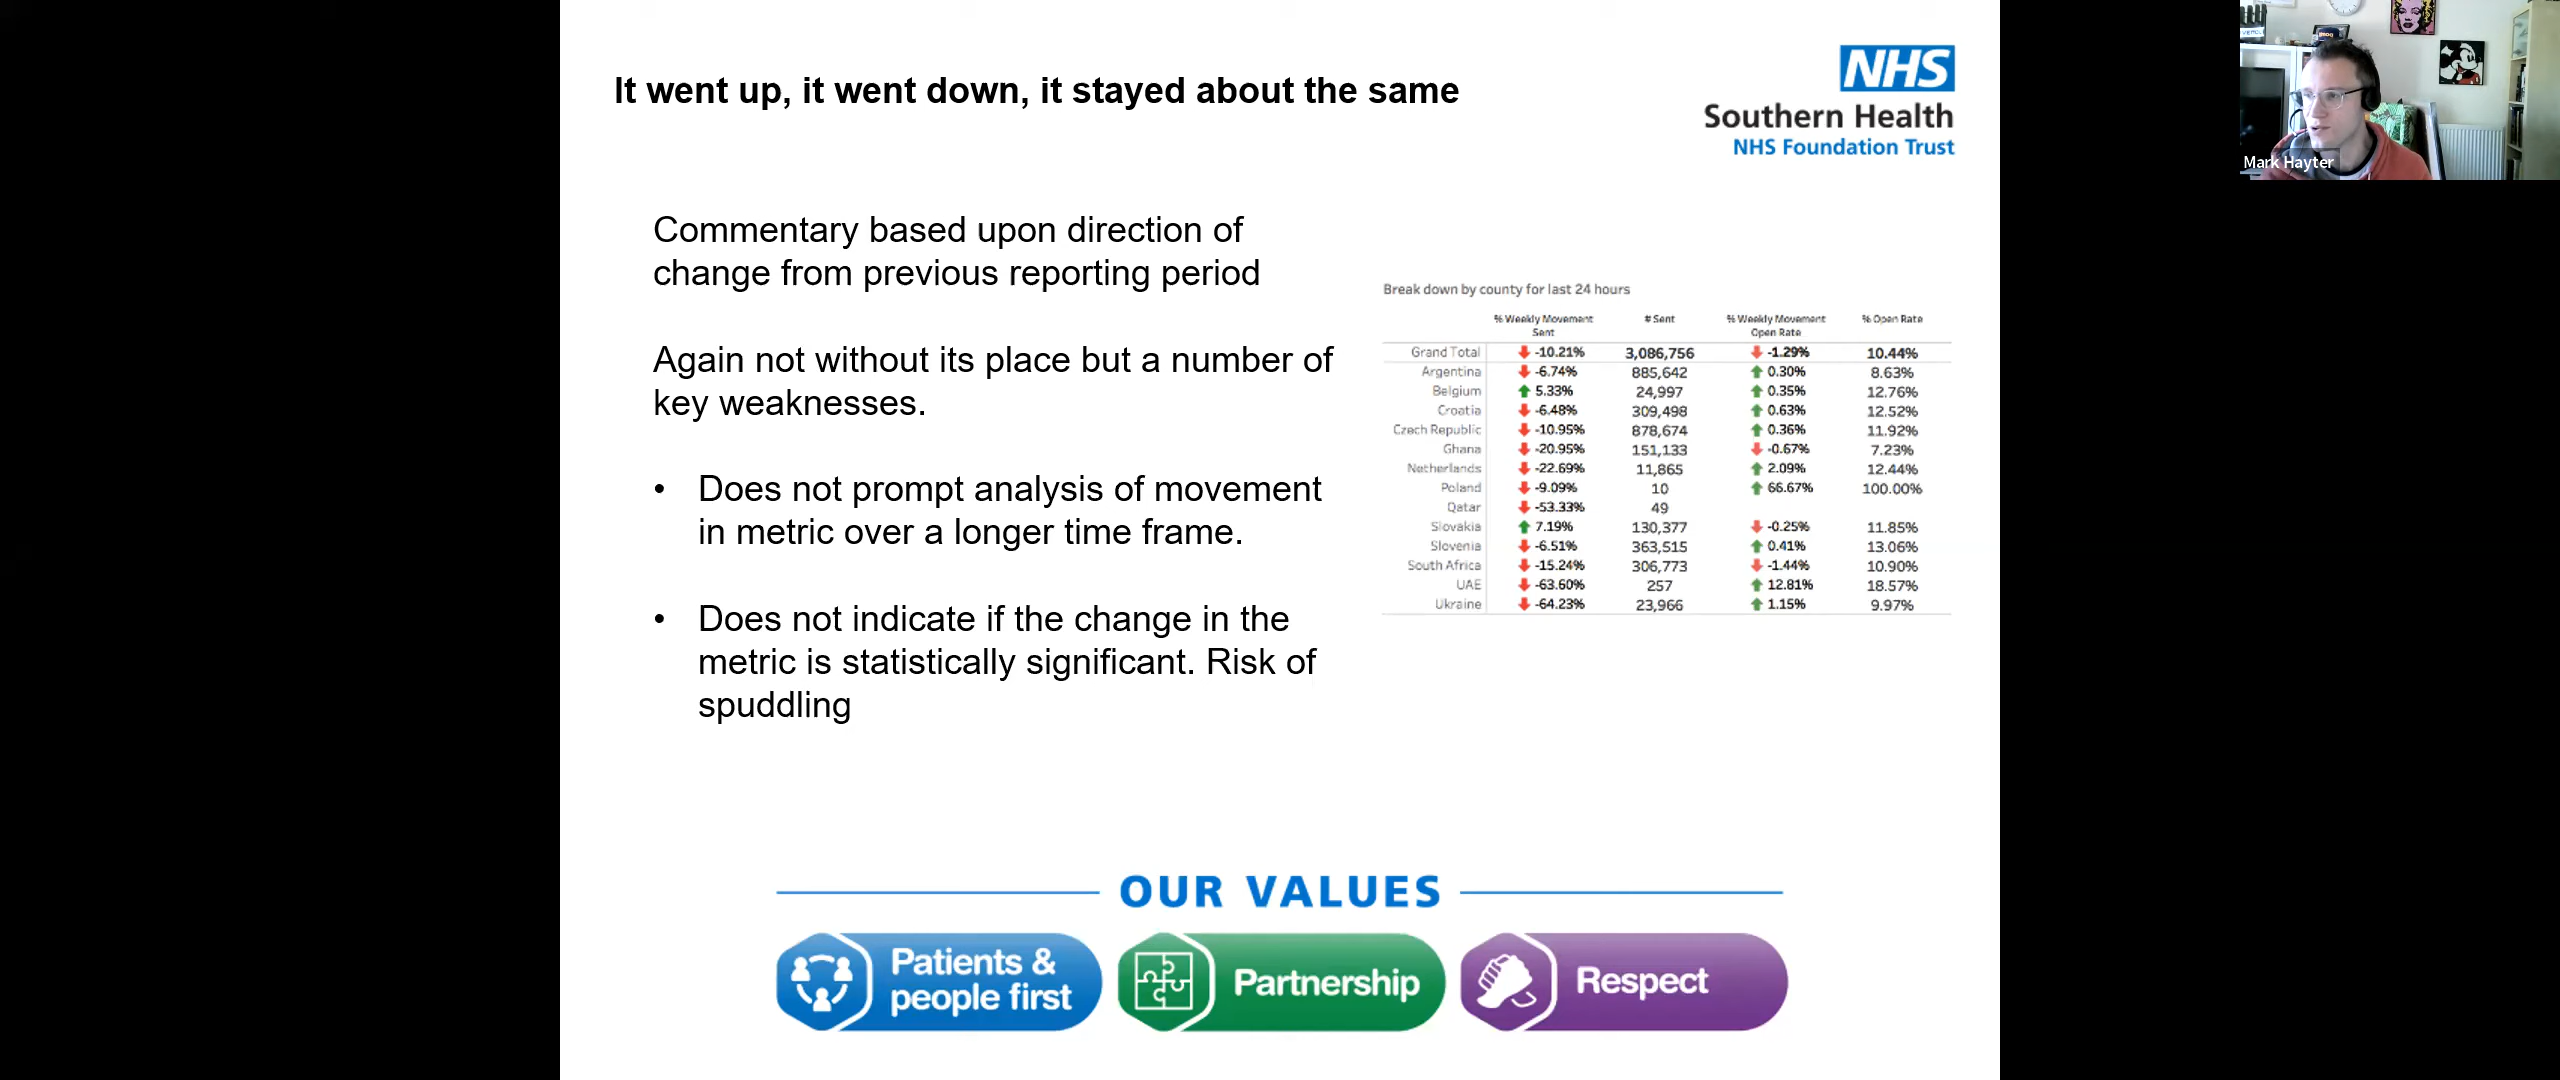 It went up, it went down, it stayed about the same
NHS
Southern Health
NHS Foundation Trust
Mark Hayter
Commentary based upon direction of
change from previous reporting period
Again not without its place but a number of
key weaknesses.
• Does not prompt analysis of movement
in metric over a longer time frame.
• Does not indicate if the change in the
metric is statistically significant. Risk of
spuddling
Break down by county for last 24 hours
% Weekly Movement Sent # Sent % Weekly Movement Open Rate % Open Rate
Grand Total -10.21% 3,086,756 -1.29% 10.44%
Argentina -6.74% 885,642 0.30% 8.63%
Belgium 5.33% 24,997 0.35% 12.76%
Croatia -6.48% 309,498 0.63% 12.52%
Czech Republic -10.95% 878,674 0.36% 11.92%
Ghana -20.95% 151,133 -0.67% 7.23%
Netherlands -22.69% 11,865 2.09% 12.44%
Poland -9.09% 10 66.67% 100.00%
Qatar -53.33% 49
Slovakia 7.19% 130,377 -0.25% 11.85%
Slovenia -6.51% 363,515 0.41% 13.06%
South Africa -15.24% 306,773 -1.44% 10.90%
UAE -63.60% 257 12.81% 18.57%
Ukraine -64.23% 23,966 1.15% 9.97%
OUR VALUES
Patients &
people first
Partnership
Respect